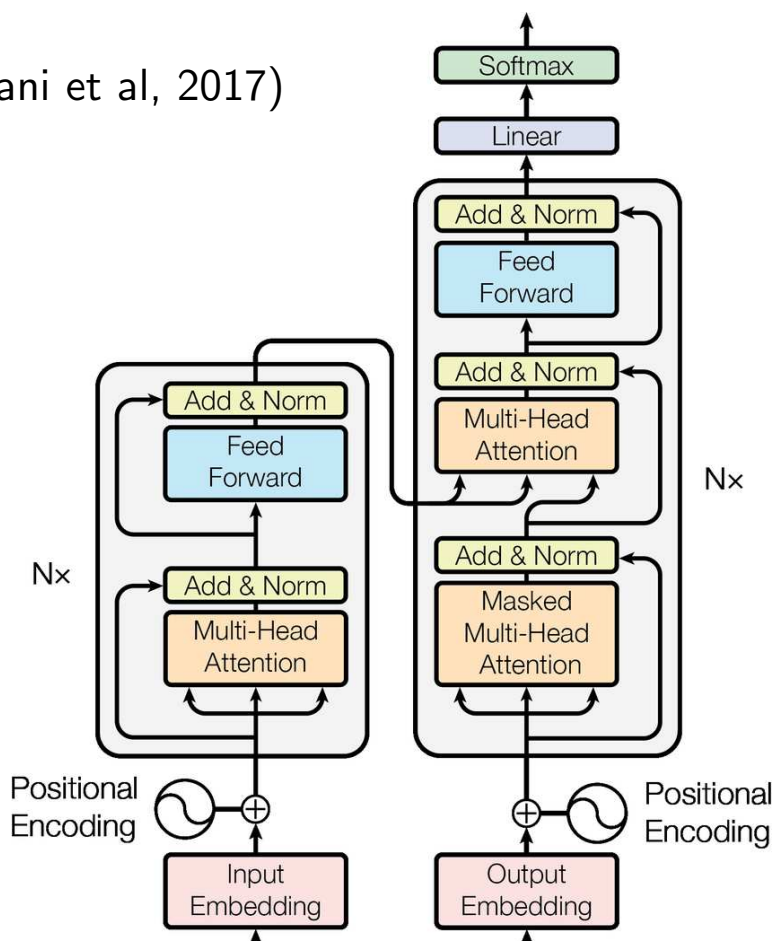 ani et al, 2017)
Softmax
Linear
Add & Norm
Feed
Forward
Add & Norm
Multi-Head
Attention
Nx
Add & Norm
Masked
Multi-Head
Attention
Add & Norm
Feed
Forward
N×
Add & Norm
Multi-Head
Attention
Positional
Encoding
Positional
Encoding
Input
Embedding
Output
Embedding